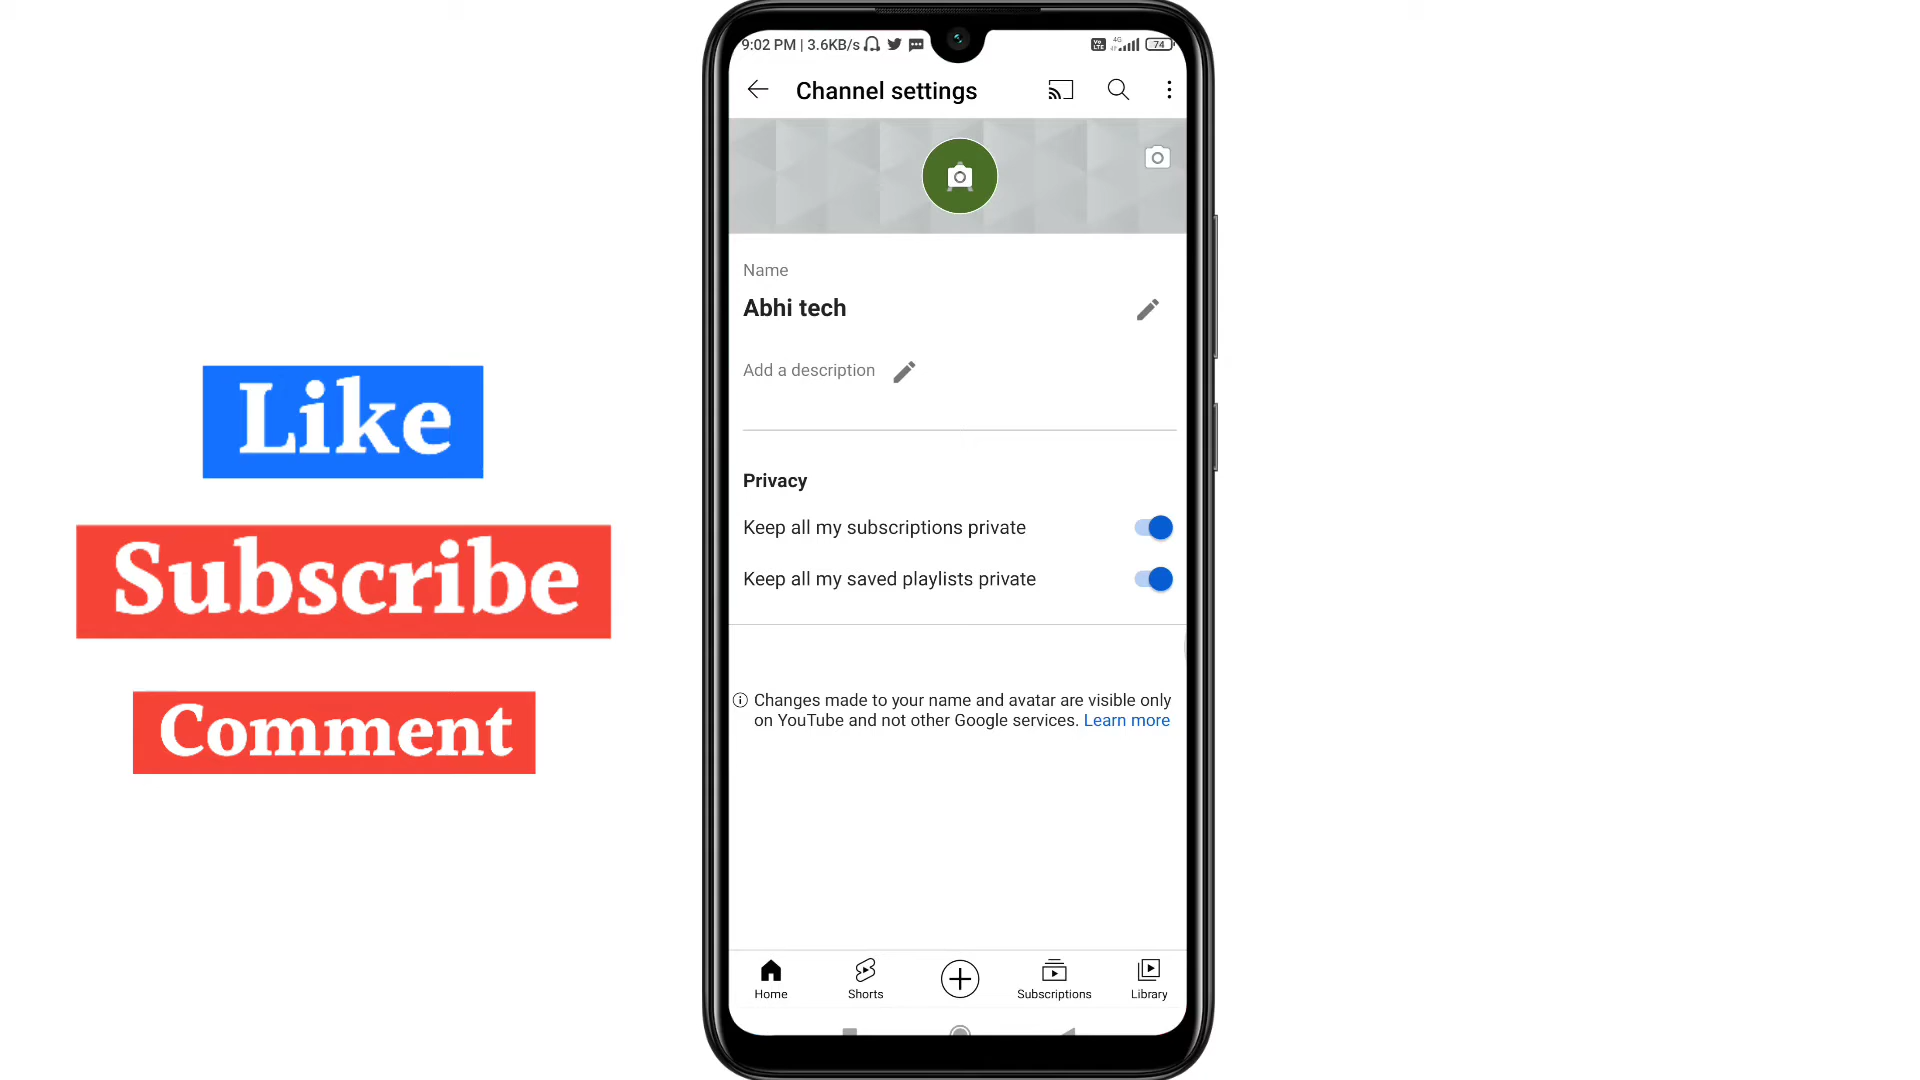 9:02 PM | 3.6KB/s
4G
74
Channel settings
Name
Abhi tech
Add a description
Privacy
Keep all my subscriptions private
Keep all my saved playlists private
Changes made to your name and avatar are visible only
on YouTube and not other Google services. Learn more
Home
Shorts
Subscriptions
Library
Like
Subscribe
Comment